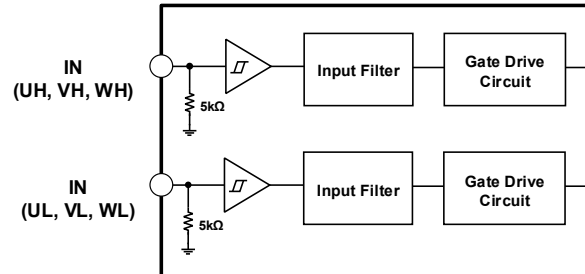 IN
(UH, VH, WH)
5kΩ
Input Filter
Gate Drive
Circuit
IN
(UL, VL, WL)
5kΩ
Input Filter
Gate Drive
Circuit